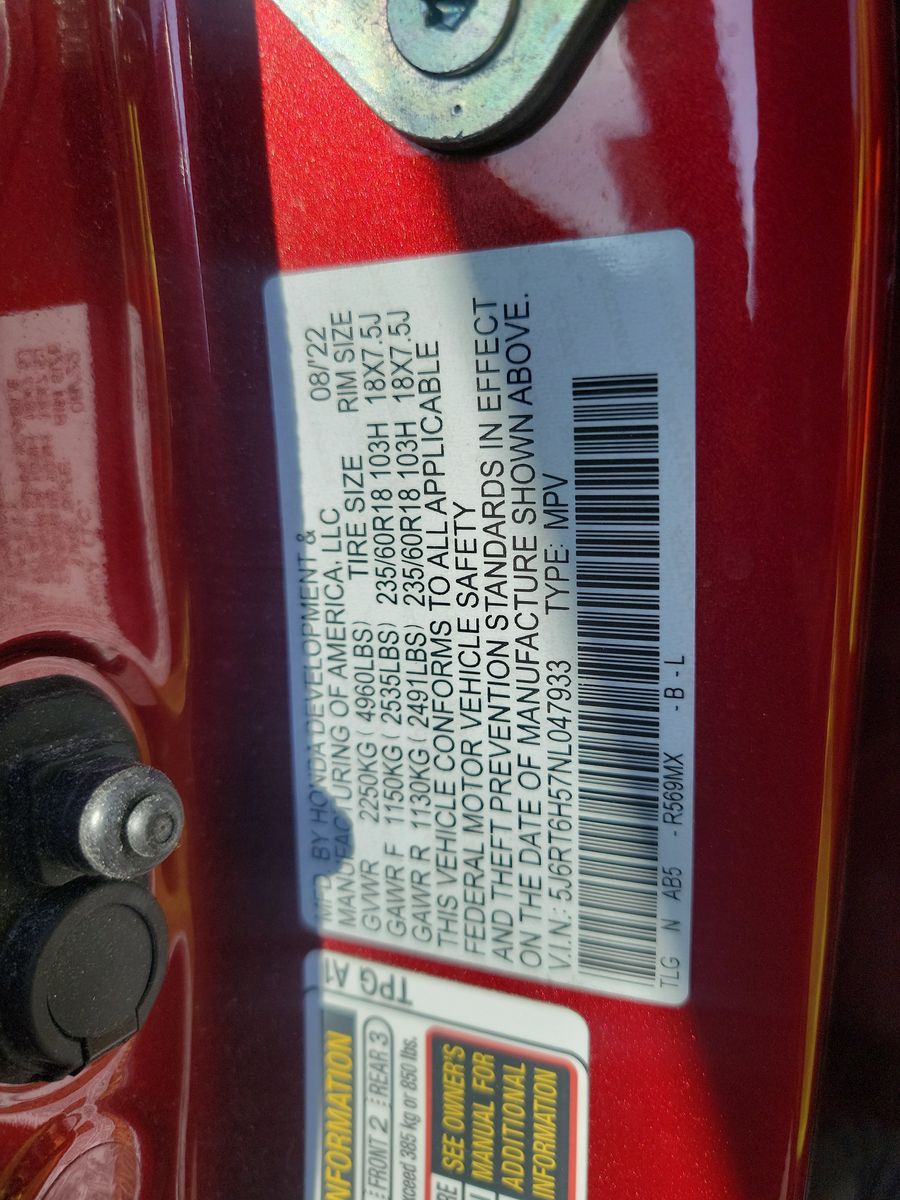 MFD. BY HONDA DEVELOPMENT &
MANUFACTURING OF AMERICA, LLC 08/'22
TIRE SIZE RIM SIZE
GVWR 2250KG ( 4960LBS)
GAWR F 1150KG ( 2535LBS) 235/60R18 103H 18X7.5J
GAWR R 1130KG ( 2491LBS) 235/60R18 103H 18X7.5J
THIS VEHICLE CONFORMS TO ALL APPLICABLE
FEDERAL MOTOR VEHICLE SAFETY
AND THEFT PREVENTION STANDARDS IN EFFECT
ON THE DATE OF MANUFACTURE SHOWN ABOVE.
V.I.N.: 5J6RT6H57NL047933 TYPE: MPV
TLG N AB5 - R569MX - B - L
TPG A1
NFORMATION
FRONT 2 REAR 3
xceed 385 kg or 850 lbs.
SEE OWNER'S
MANUAL FOR
ADDITIONAL
INFORMATION
RE